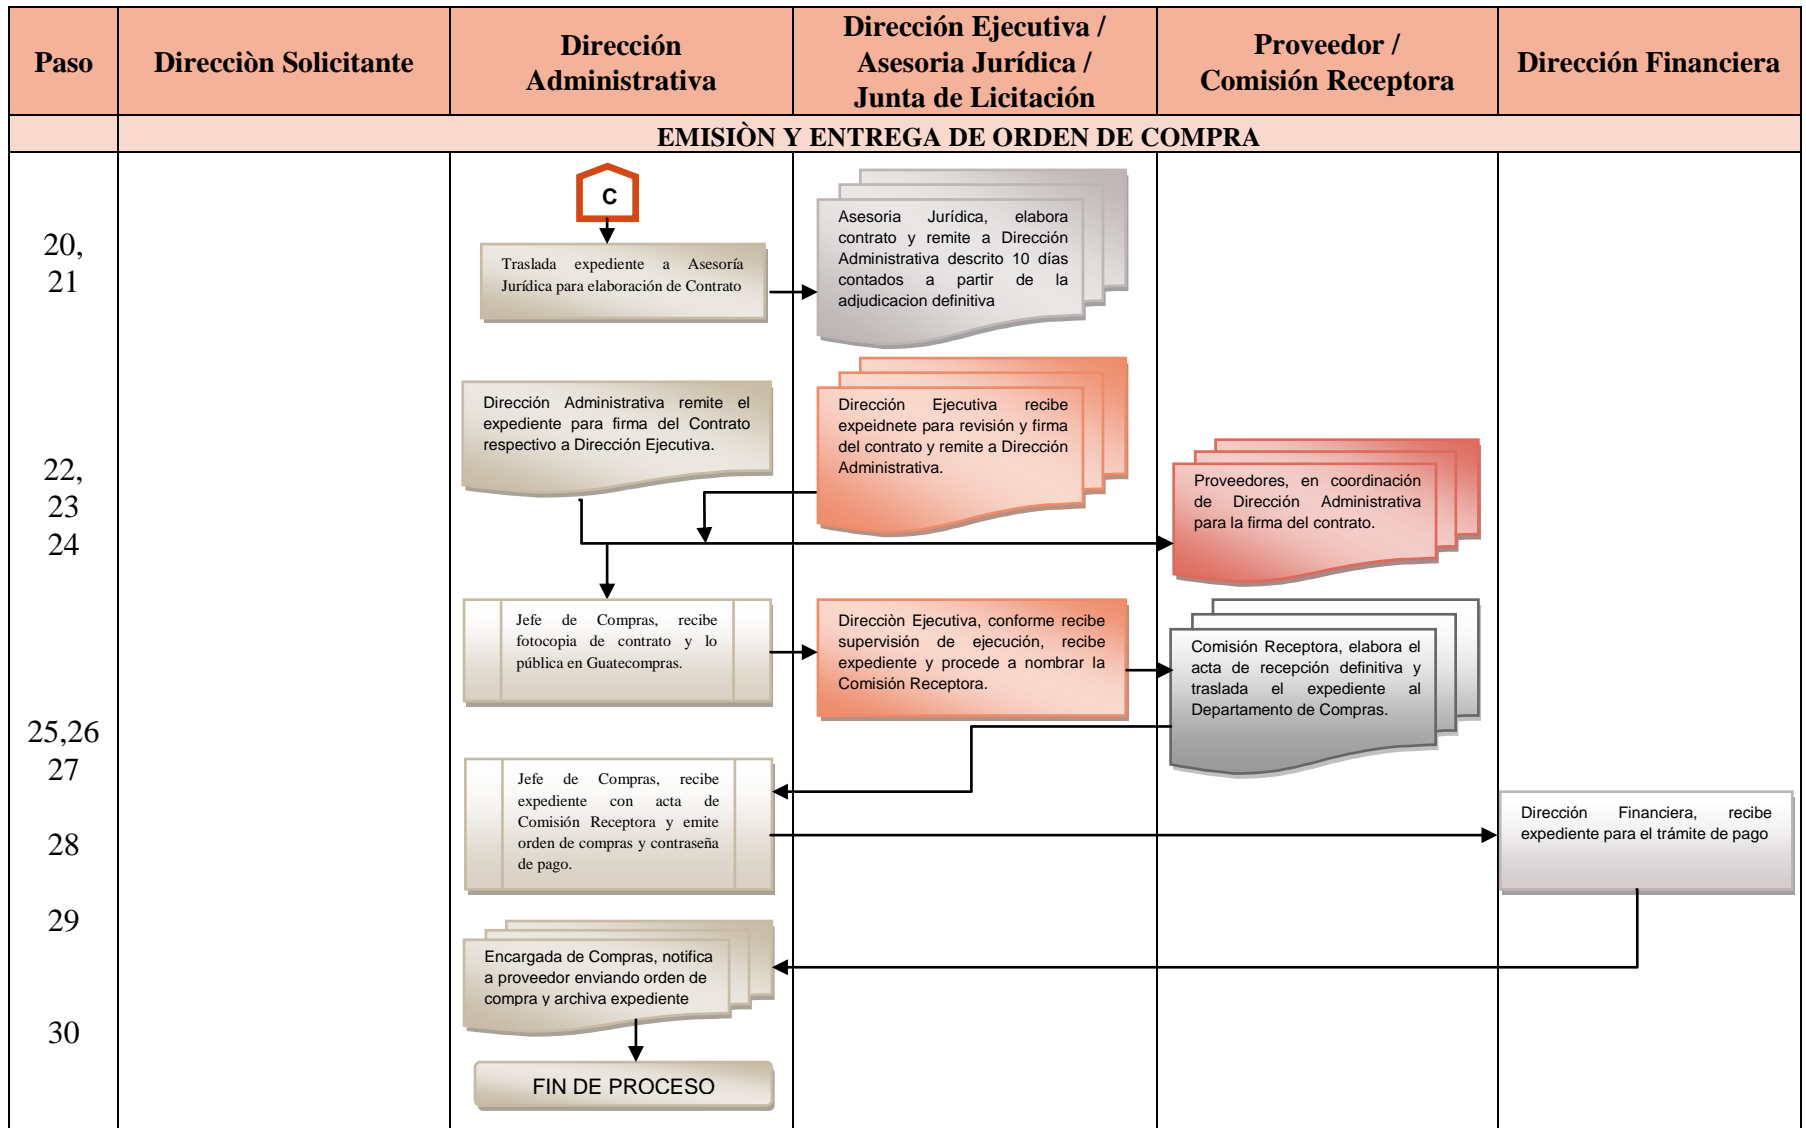 Paso
Direcciòn Solicitante
Dirección
Administrativa
Dirección Ejecutiva /
Asesoria Jurídica /
Junta de Licitación
Proveedor /
Comisión Receptora
Dirección Financiera
EMISIÒN Y ENTREGA DE ORDEN DE COMPRA
20,
21
C
Traslada expediente a Asesoría
Jurídica para elaboración de Contrato
Asesoria Jurídica, elabora
contrato y remite a Dirección
Administrativa descrito 10 días
contados a partir de la
adjudicacion definitiva
22,
23
24
Dirección Administrativa remite el
expediente para firma del Contrato
respectivo a Dirección Ejecutiva.
Dirección Ejecutiva recibe
expeidnete para revisión y firma
del contrato y remite a Dirección
Administrativa.
Proveedores, en coordinación
de Dirección Administrativa
para la firma del contrato.
Jefe de Compras, recibe
fotocopia de contrato y lo
pública en Guatecompras.
Direcciòn Ejecutiva, conforme recibe
supervisión de ejecución, recibe
expediente y procede a nombrar la
Comisión Receptora.
Comisión Receptora, elabora el
acta de recepción definitiva y
traslada el expediente al
Departamento de Compras.
25,26
27
Jefe de Compras, recibe
expediente con acta de
Comisión Receptora y emite
orden de compras y contraseña
de pago.
28
Dirección Financiera, recibe
expediente para el trámite de pago
29
Encargada de Compras, notifica
a proveedor enviando orden de
compra y archiva expediente
30
FIN DE PROCESO